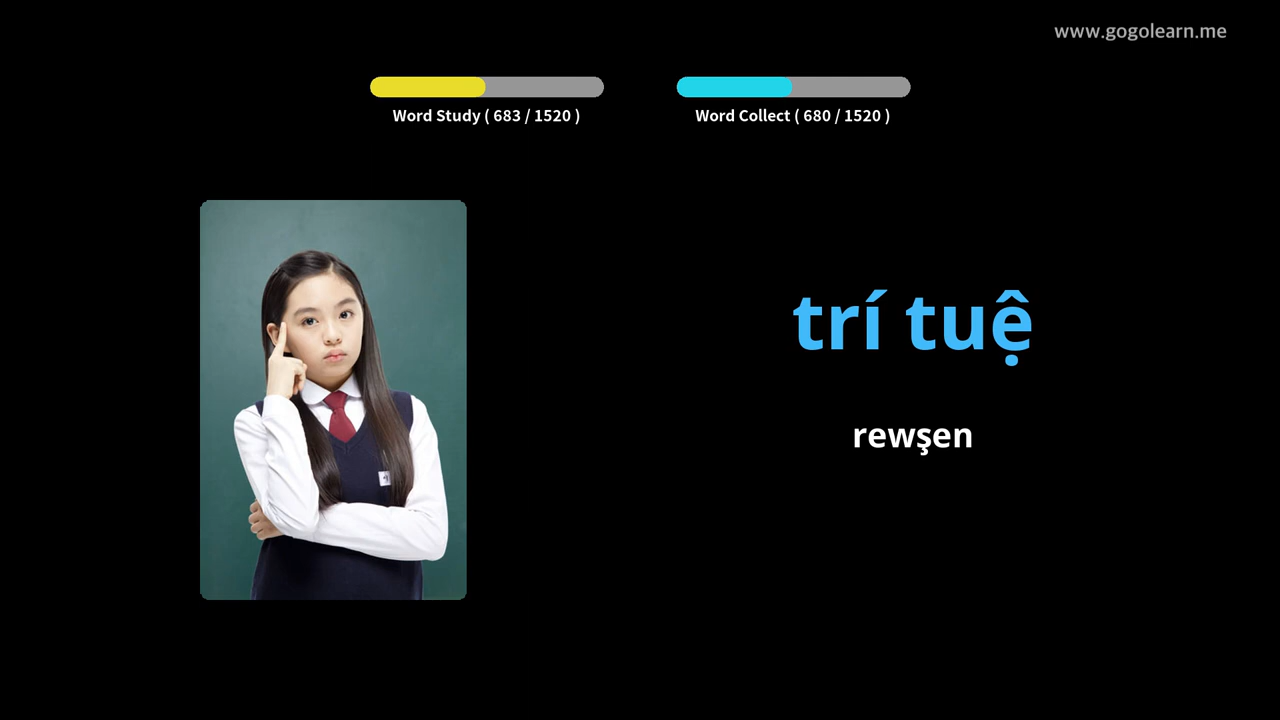 www.gogolearn.me
Word Study ( 683 / 1520 )
Word Collect ( 680 / 1520 )
trí tuệ
rewşen